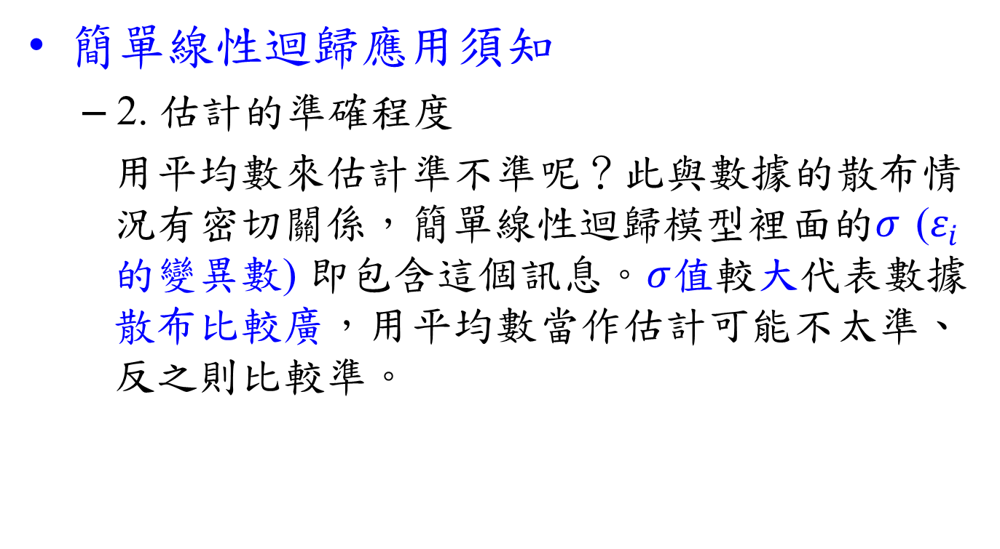 • 簡單線性迴歸應用須知
– 2. 估計的準確程度
用平均數來估計準不準呢？此與數據的散布情
況有密切關係，簡單線性迴歸模型裡面的σ (εᵢ
的變異數) 即包含這個訊息。σ值較大代表數據
散布比較廣，用平均數當作估計可能不太準、
反之則比較準。